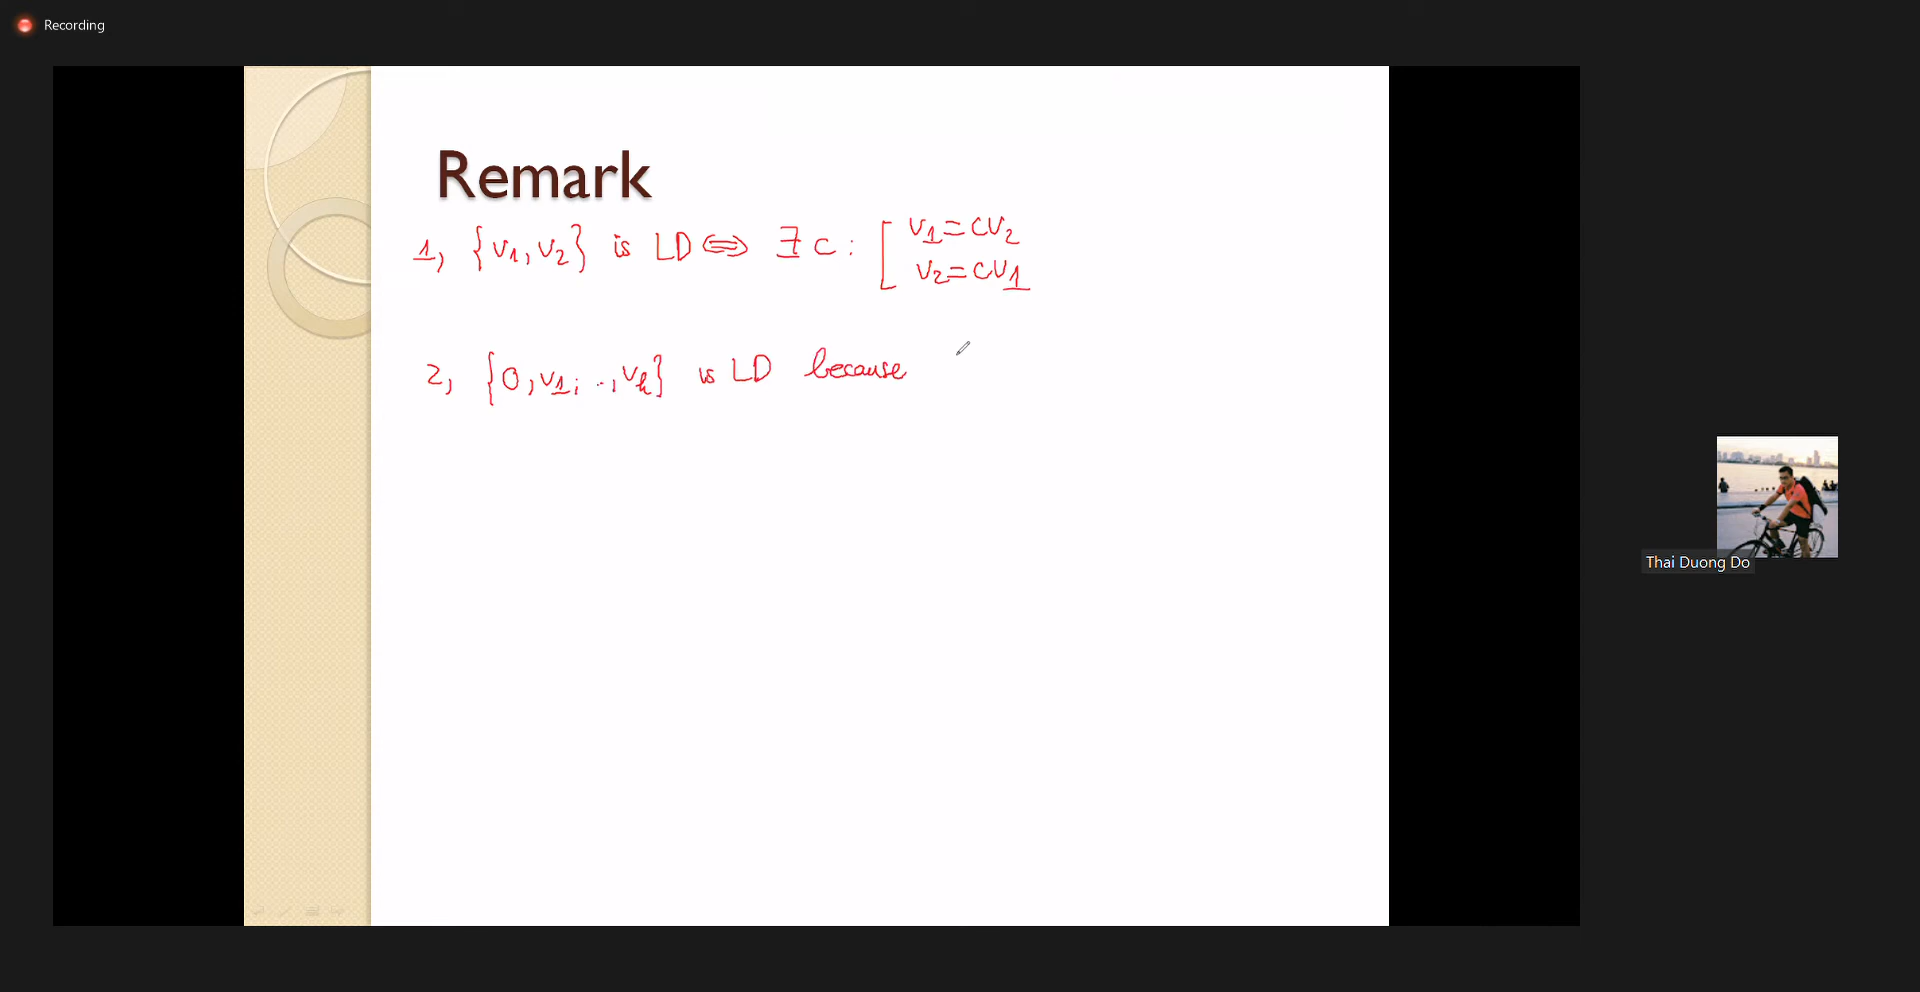 Recording
Remark
1, {v₁, v₂} is LD ⇔ ∃ c : [ v₁ = cv₂
v₂ = cv₁
2, {0, v₁, .., vₖ} is LD because
Thai Duong Do